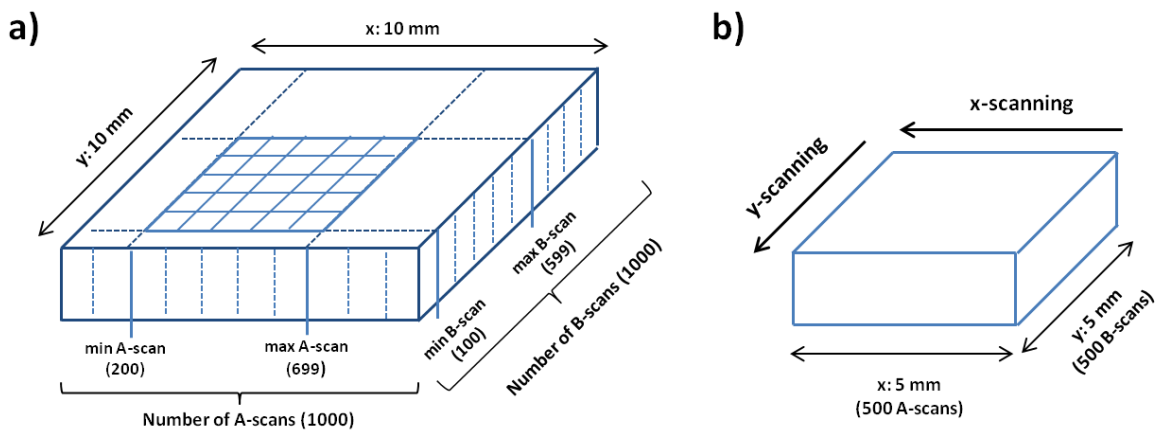 a)
x: 10 mm
y: 10 mm
min A-scan
(200)
max A-scan
(699)
Number of A-scans (1000)
min B-scan
(100)
max B-scan
(599)
Number of B-scans (1000)
b)
x-scanning
y-scanning
y: 5 mm
(500 B-scans)
x: 5 mm
(500 A-scans)